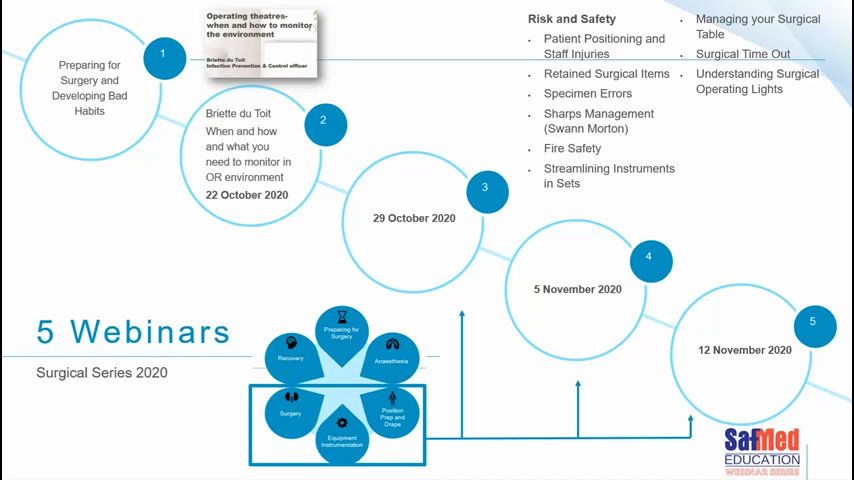 Operating theatres-
when and how to monitor
the environment
Briette du Toit
Infection Prevention & Control officer
1
Preparing for
Surgery and
Developing Bad
Habits
2
Briette du Toit
When and how
and what you
need to monitor in
OR environment
22 October 2020
3
29 October 2020
4
5 November 2020
5
12 November 2020
Risk and Safety
• Patient Positioning and
Staff Injuries
• Retained Surgical Items
• Specimen Errors
• Sharps Management
(Swann Morton)
• Fire Safety
• Streamlining Instruments
in Sets
• Managing your Surgical
Table
• Surgical Time Out
• Understanding Surgical
Operating Lights
5 Webinars
Surgical Series 2020
Preparing for
Surgery
Anaesthesia
Position
Prep and
Drape
Equipment
Instrumentation
Surgery
Recovery
SafMed
EDUCATION
WEBINAR SERIES